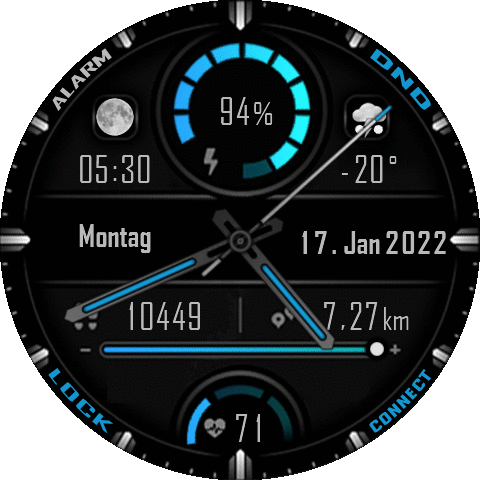 ALARM
DND
94%
05:30
-20°
Montag
17. Jan 2022
10449
7,27km
- +
LOCK
CONNECT
71